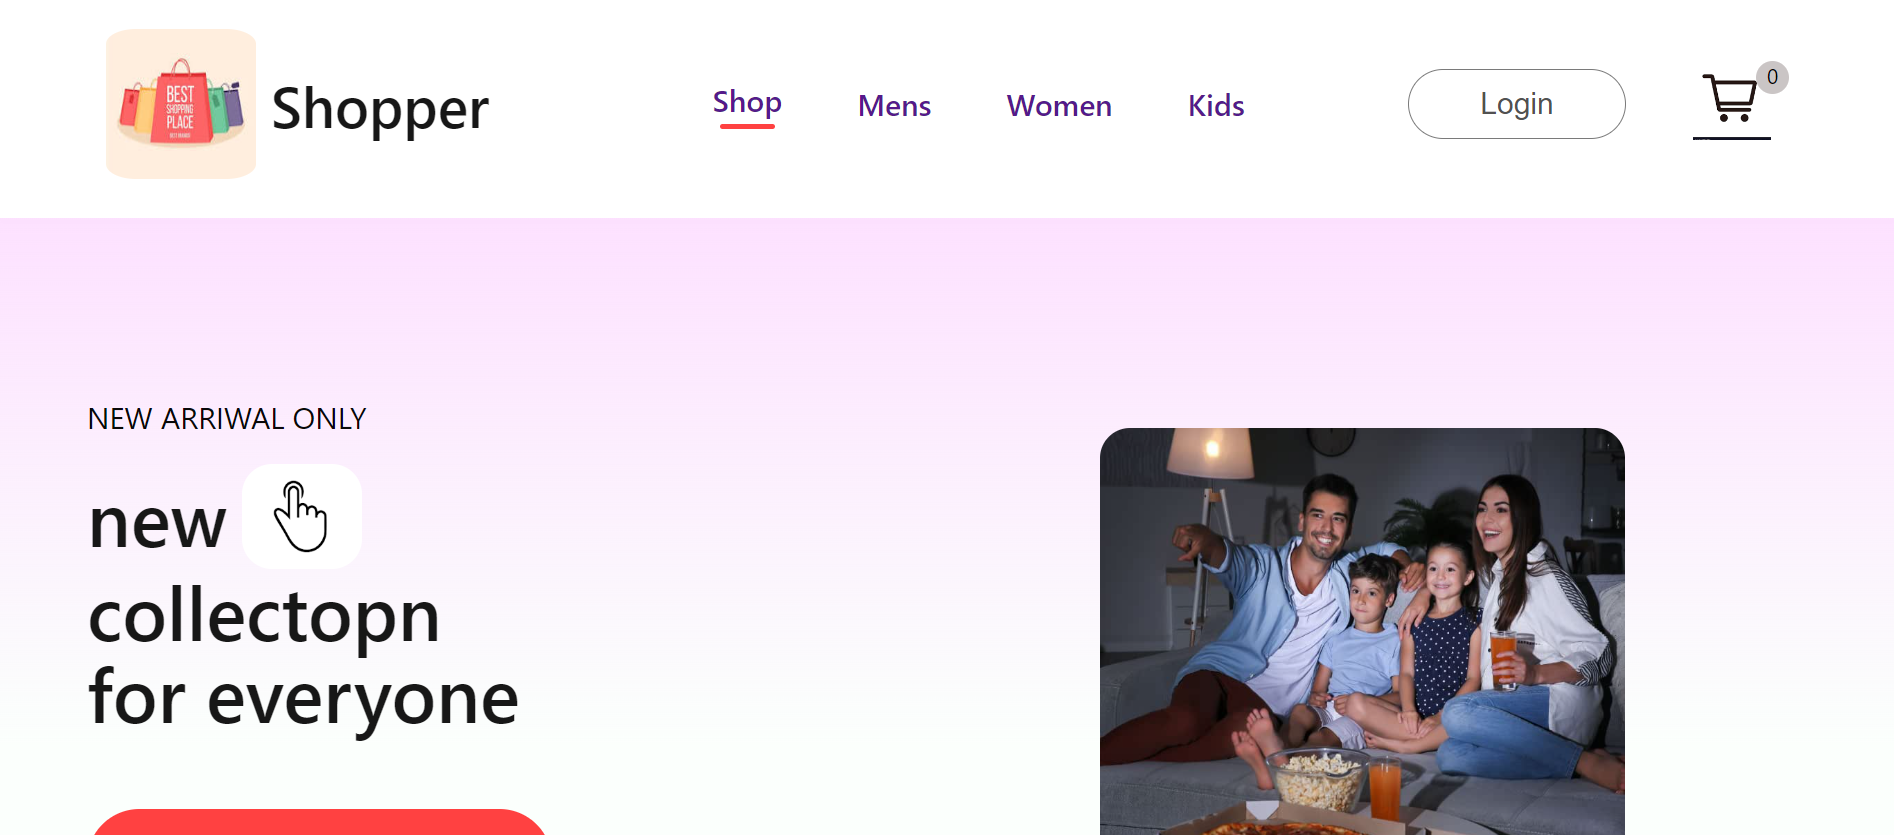 BEST
SHOPPING
PLACE
Shopper
Shop
Mens
Women
Kids
Login
0
NEW ARRIWAL ONLY
new
collectopn
for everyone